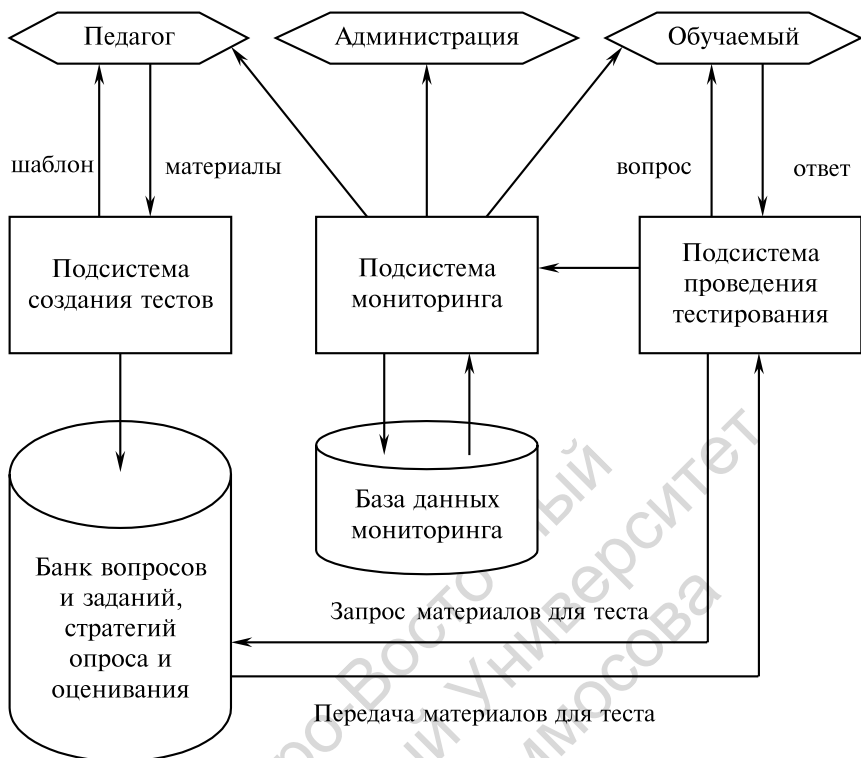 Педагог
Администрация
Обучаемый
шаблон
материалы
вопрос
ответ
Подсистема
создания тестов
Подсистема
мониторинга
Подсистема
проведения
тестирования
База данных
мониторинга
Банк вопросов
и заданий,
стратегий
опроса и
оценивания
Запрос материалов для теста
Передача материалов для теста